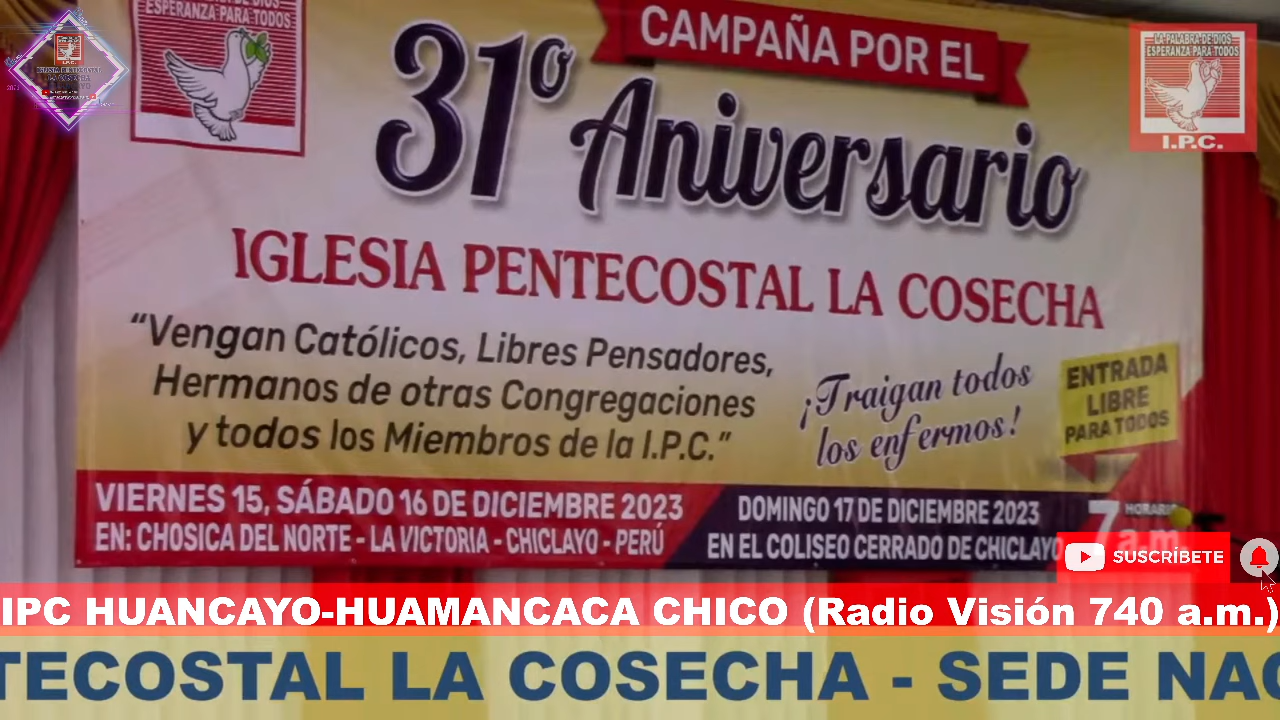 ESPERANZA PARA TODOS
CAMPAÑA POR EL
31º Aniversario
IGLESIA PENTECOSTAL LA COSECHA
“Vengan Católicos, Libres Pensadores,
Hermanos de otras Congregaciones
y todos los Miembros de la I.P.C.”
¡Traigan todos
los enfermos!
ENTRADA
LIBRE
PARA TODOS
VIERNES 15, SÁBADO 16 DE DICIEMBRE 2023
EN: CHOSICA DEL NORTE - LA VICTORIA - CHICLAYO - PERÚ
DOMINGO 17 DE DICIEMBRE 2023
EN EL COLISEO CERRADO DE CHICLAYO
HORARIO
7 a.m.
LA PALABRA DE DIOS
ESPERANZA PARA TODOS
I.P.C.
I.P.C.
SUSCRÍBETE
IPC HUANCAYO-HUAMANCACA CHICO (Radio Visión 740 a.m.)
TECOSTAL LA COSECHA - SEDE NAC